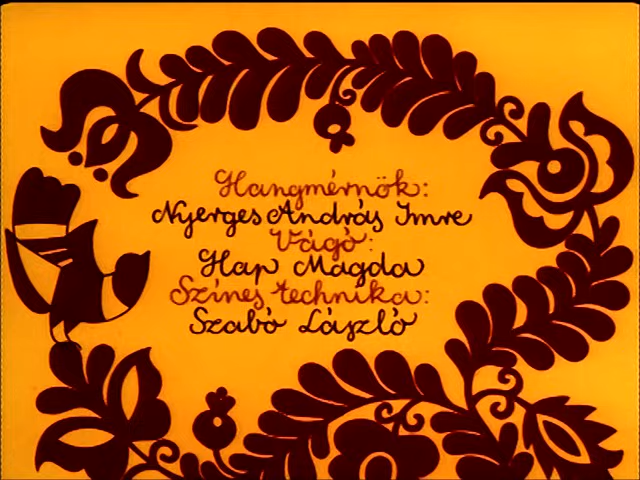 Hangmérnök:
Nyerges András Imre
Vágó:
Hap Magda
Színes technika:
Szabó László